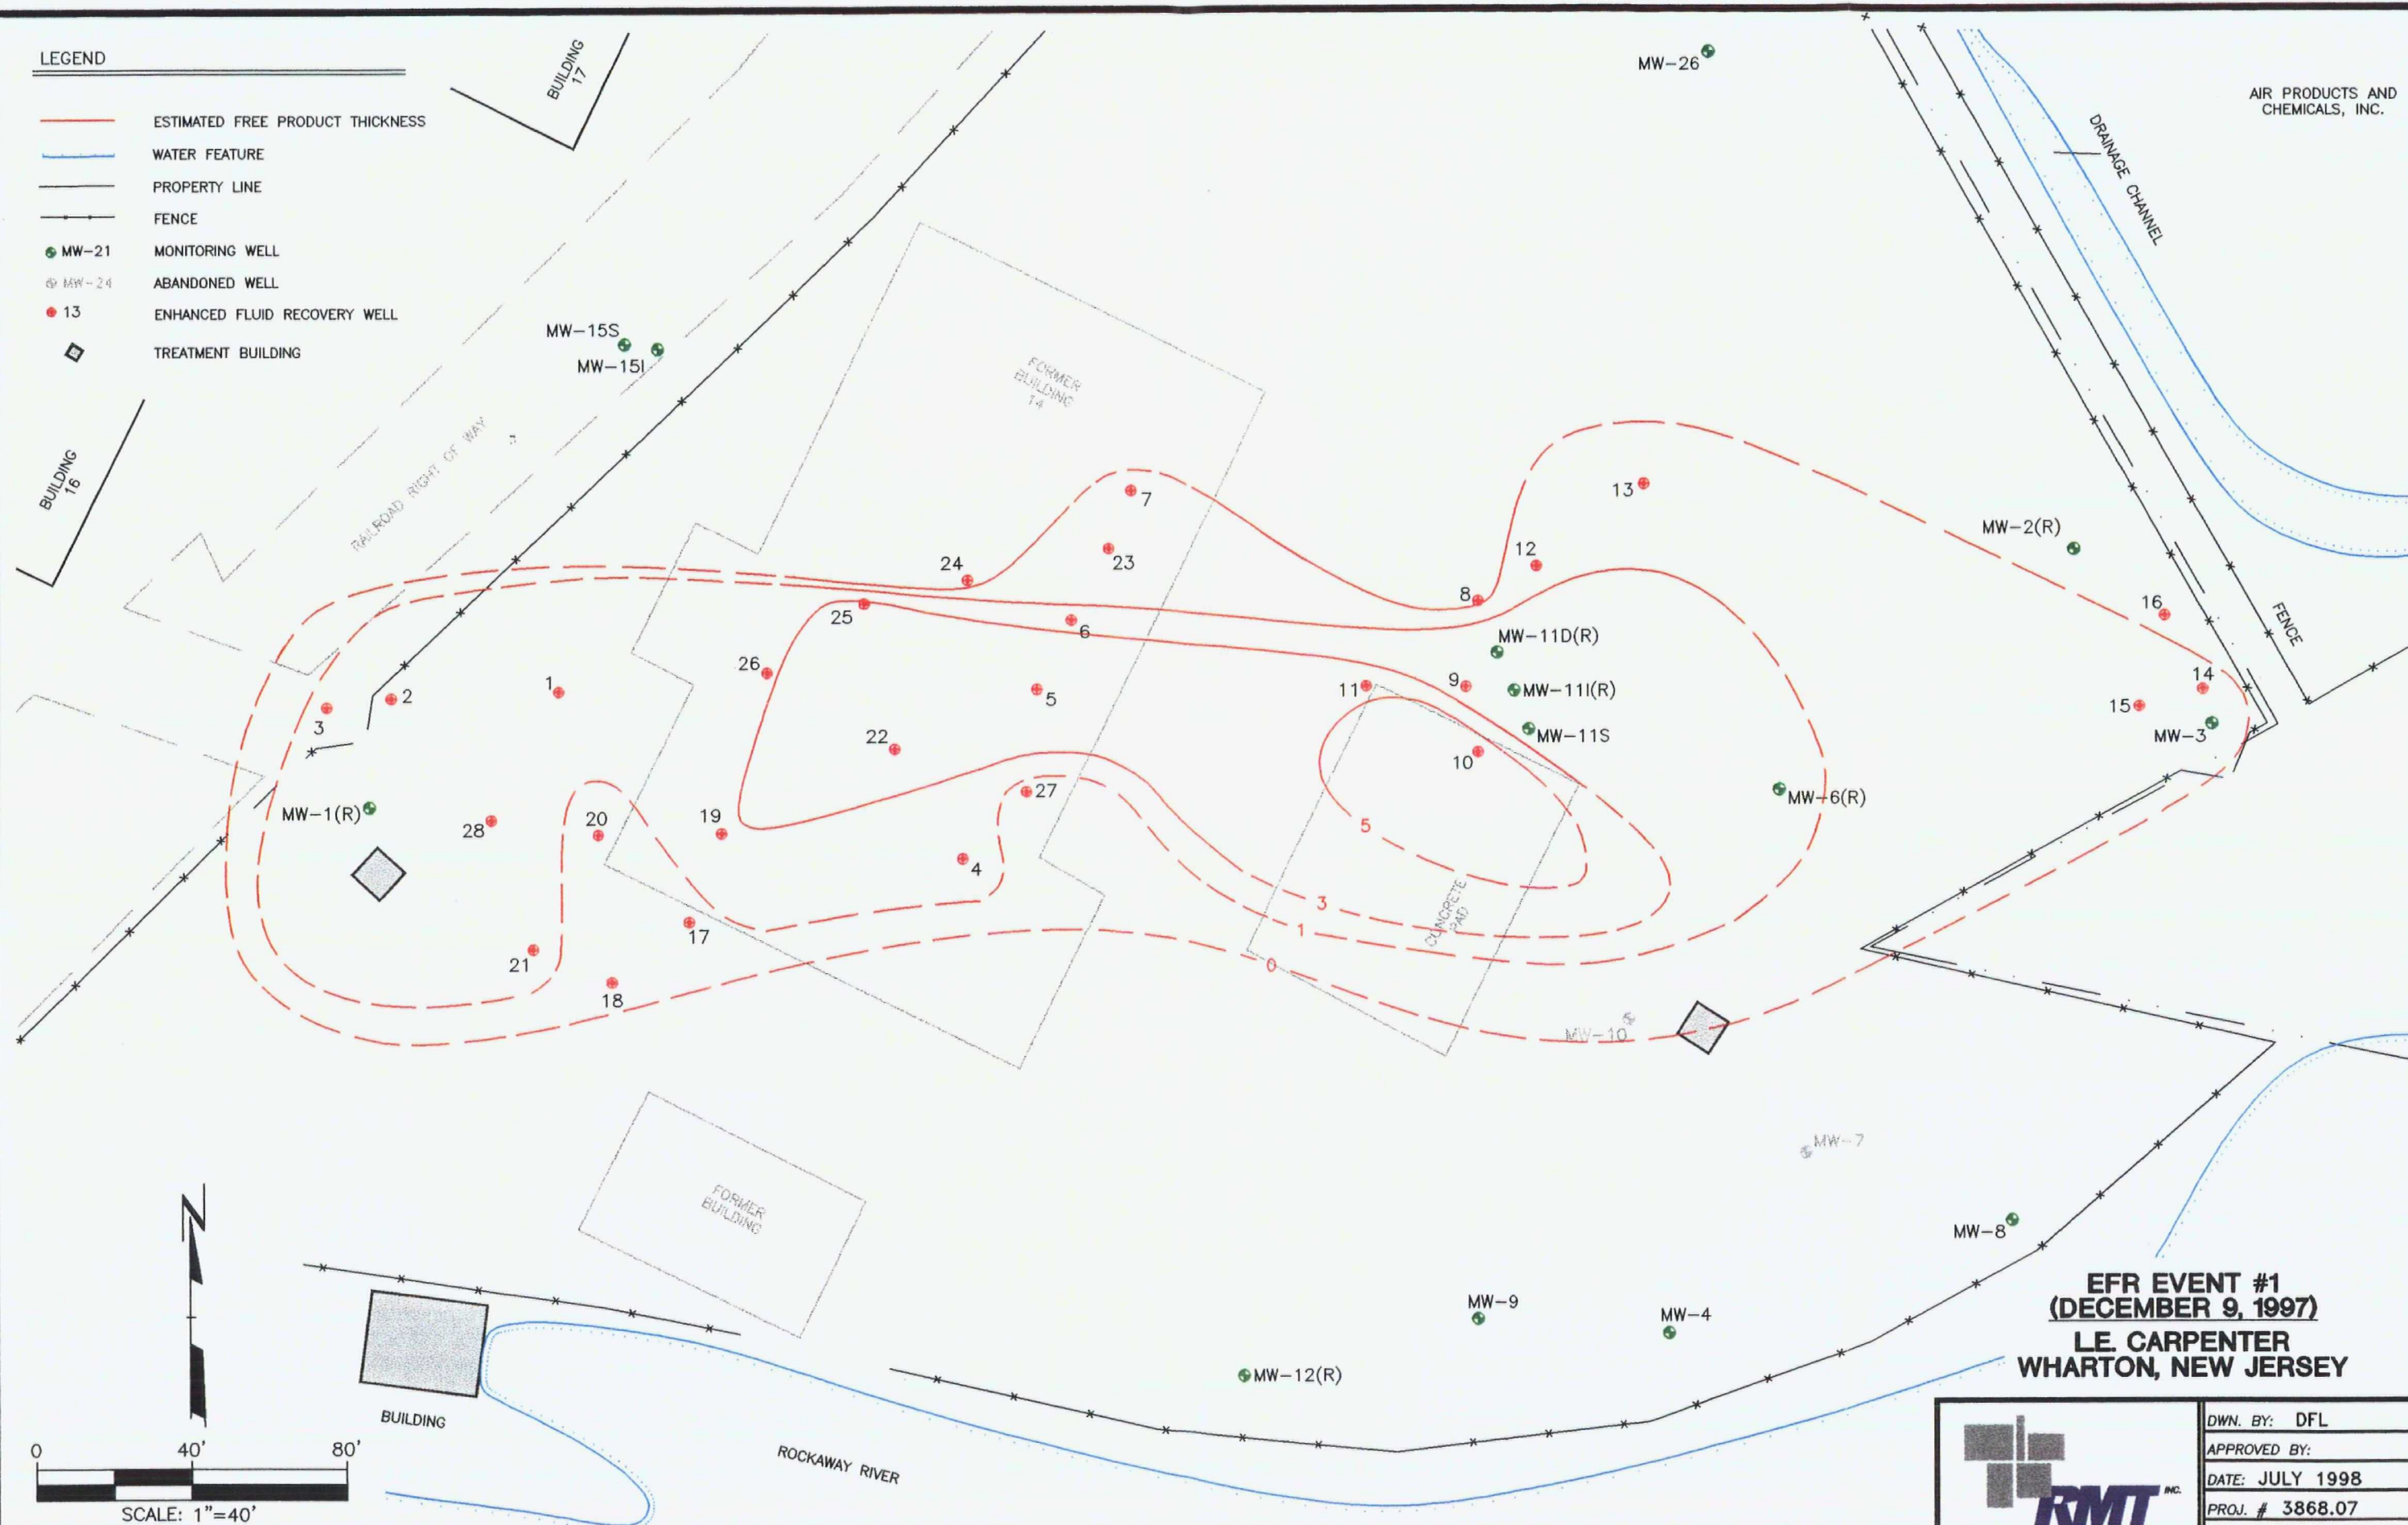 LEGEND
ESTIMATED FREE PRODUCT THICKNESS
WATER FEATURE
PROPERTY LINE
FENCE
MW-21 MONITORING WELL
MW-24 ABANDONED WELL
13 ENHANCED FLUID RECOVERY WELL
TREATMENT BUILDING
BUILDING
17
BUILDING
16
RAILROAD RIGHT OF WAY
MW-15S
MW-15I
FORMER
BUILDING
14
MW-26
AIR PRODUCTS AND
CHEMICALS, INC.
DRAINAGE CHANNEL
FENCE
7
13
23
12
24
8
MW-2(R)
16
25
6
MW-11D(R)
26
1
2
3
5
11
9
MW-11I(R)
14
15
MW-3
22
MW-11S
10
27
MW-6(R)
MW-1(R)
28
20
19
4
5
3
1
0
CONCRETE
PAD
17
21
18
MW-10
MW-7
MW-8
FORMER
BUILDING
MW-9
MW-4
MW-12(R)
N
BUILDING
ROCKAWAY RIVER
0 40' 80'
SCALE: 1"=40'
EFR EVENT #1
(DECEMBER 9, 1997)
L.E. CARPENTER
WHARTON, NEW JERSEY
RMT INC.
DWN. BY: DFL
APPROVED BY:
DATE: JULY 1998
PROJ. # 3868.07